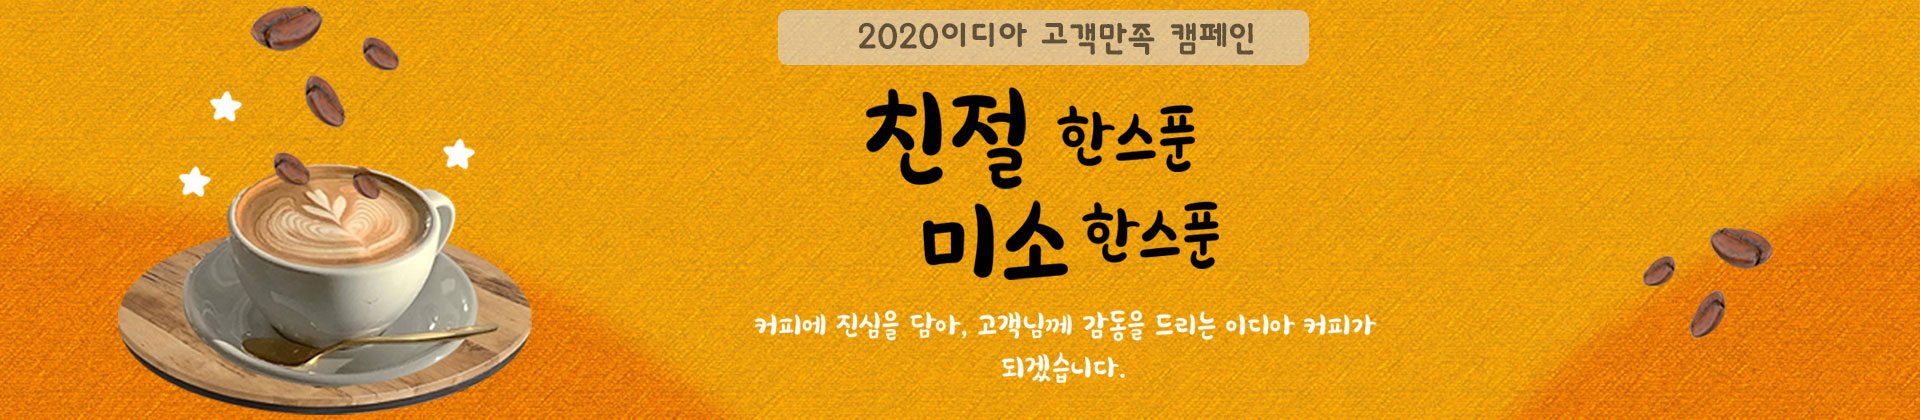 2020이디아 고객만족 캠페인
친절 한스푼
미소 한스푼
커피에 진심을 담아, 고객님께 감동을 드리는 이디아 커피가
되겠습니다.